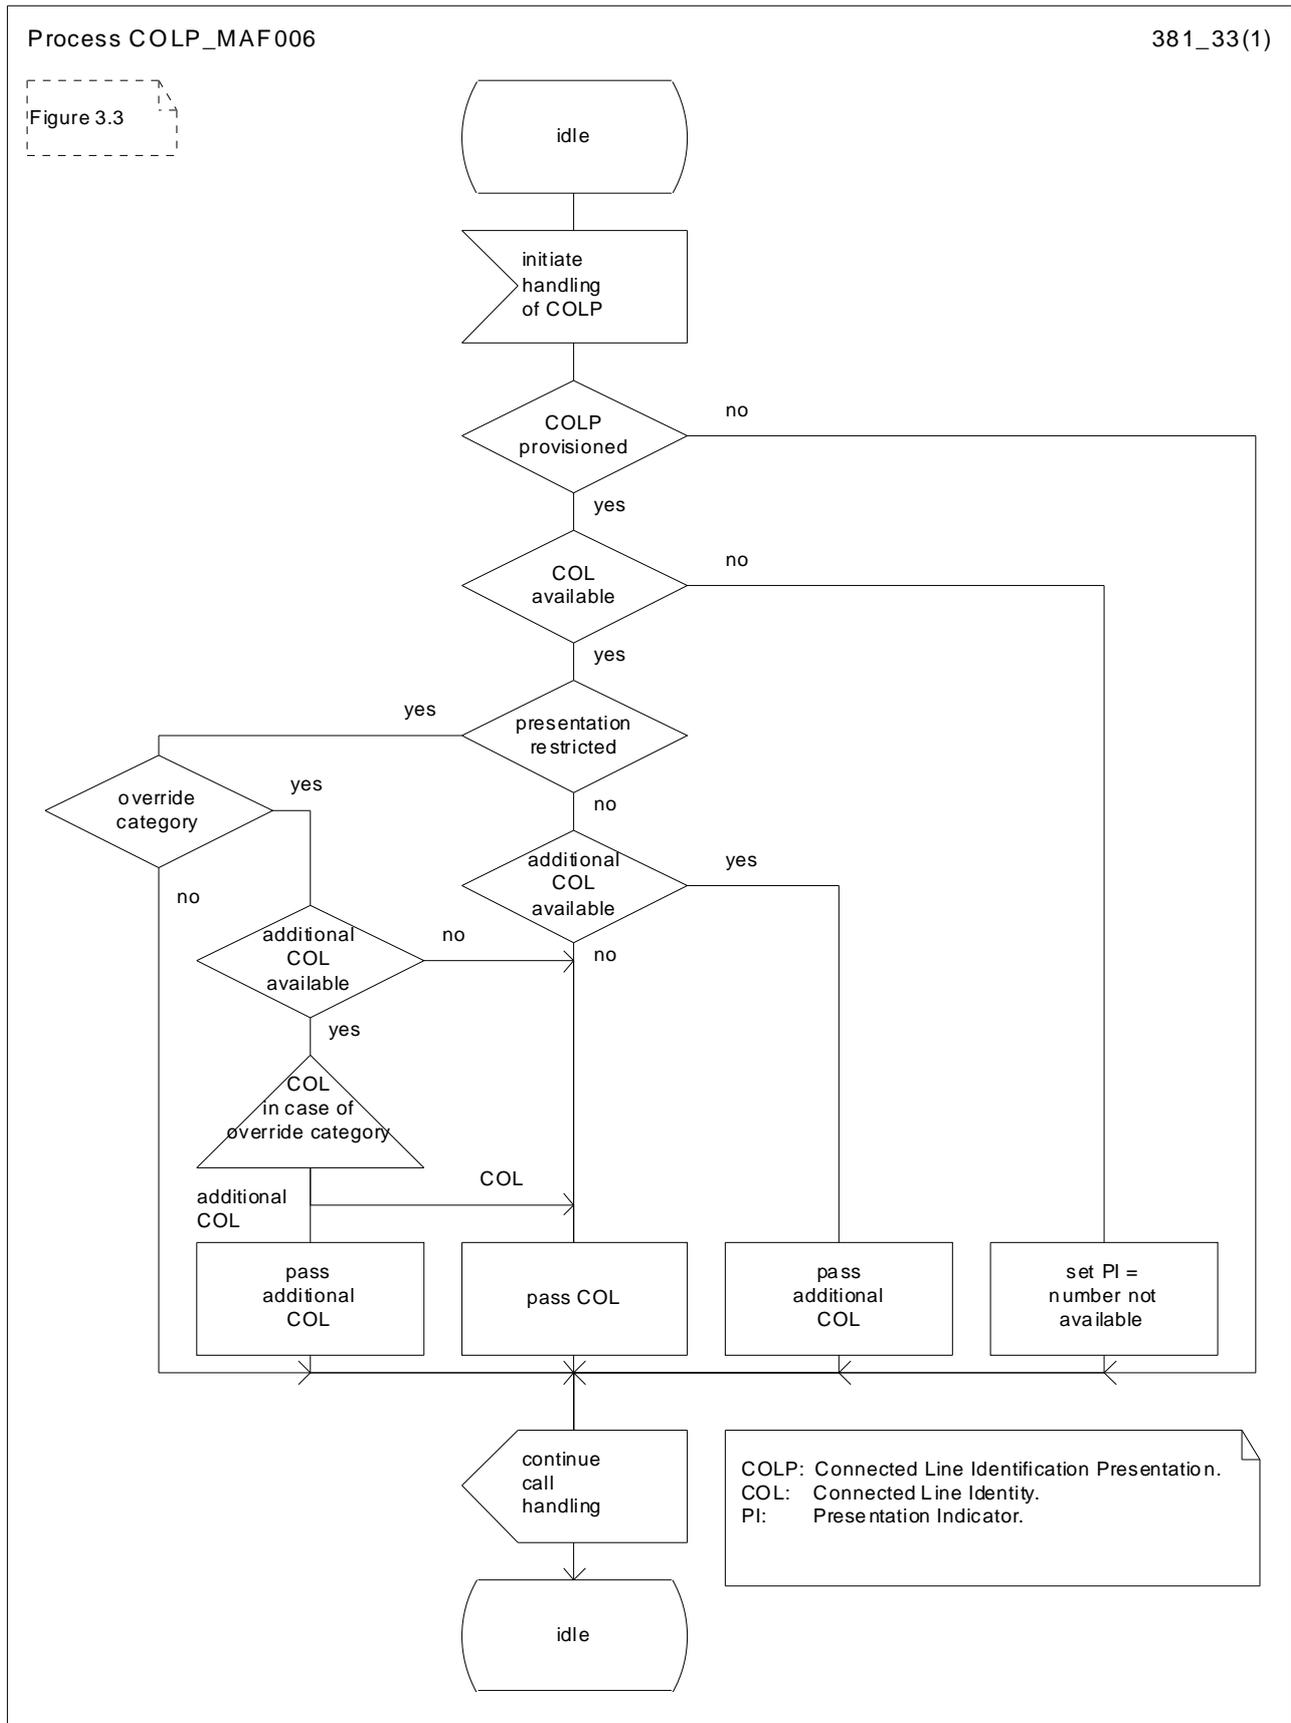 Process COLP_MAF006
381_33(1)
Figure 3.3
idle
initiate
handling
of COLP
COLP
provisioned
no
yes
COL
available
no
yes
presentation
restricted
yes
no
override
category
yes
no
additional
COL
available
yes
no
additional
COL
available
no
yes
COL
in case of
override category
COL
additional
COL
pass
additional
COL
pass COL
pass
additional
COL
set PI =
number not
available
continue
call
handling
COLP: Connected Line Identification Presentation.
COL: Connected Line Identity.
PI: Presentation Indicator.
idle